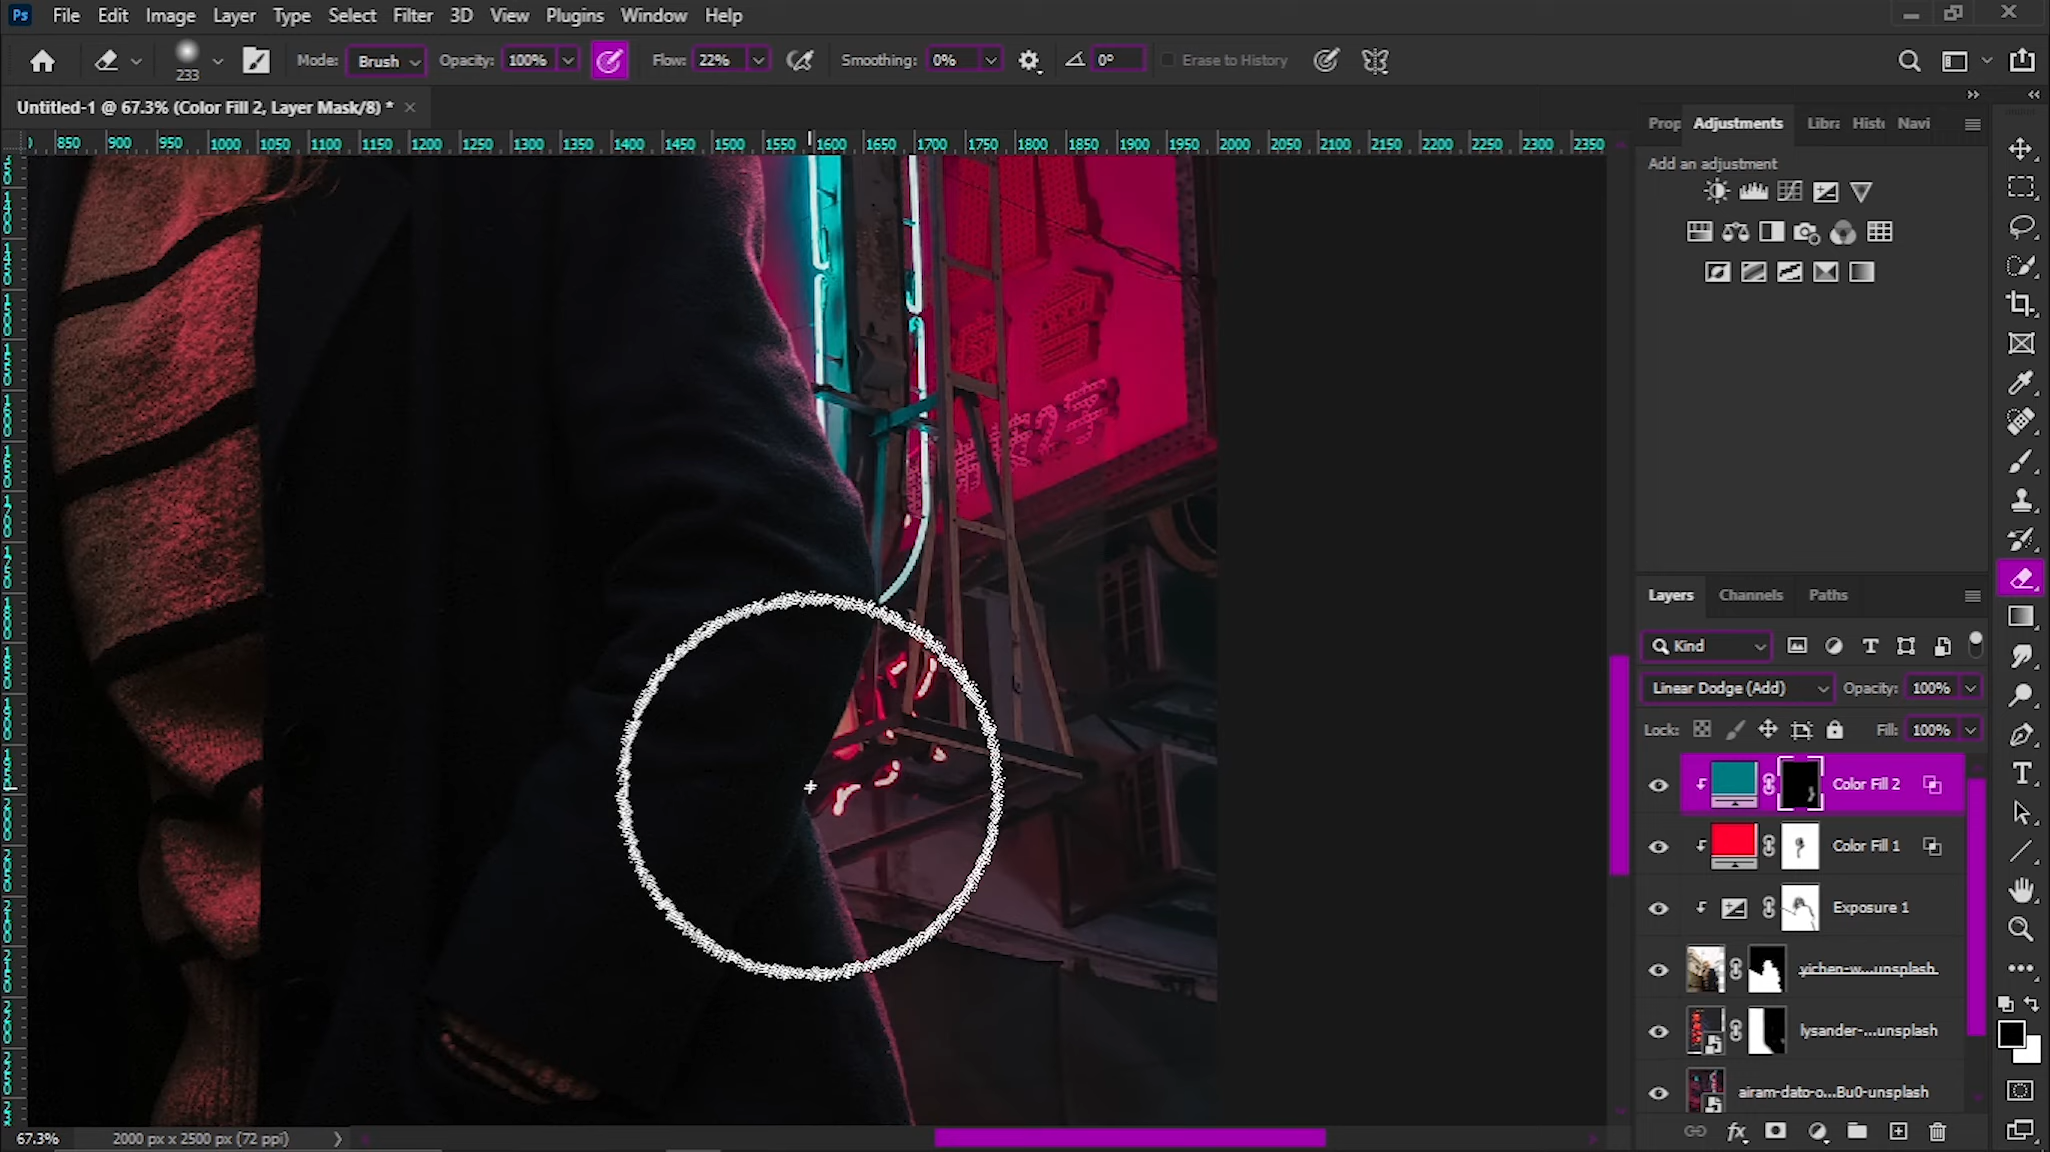 Ps File Edit Image Layer Type Select Filter 3D View Plugins Window Help
233 Mode: Brush Opacity: 100% Flow: 22% Smoothing: 0% 0° Erase to History
Untitled-1 @ 67.3% (Color Fill 2, Layer Mask/8) *
Prop Adjustments Libra Histo Navi
850 900 950 1000 1050 1100 1150 1200 1250 1300 1350 1400 1450 1500 1550 1600 1650 1700 1750 1800 1850 1900 1950 2000 2050 2100 2150 2200 2250 2300 2350
Add an adjustment
Layers Channels Paths
Kind
Linear Dodge (Add) Opacity: 100%
Lock: Fill: 100%
Color Fill 2
Color Fill 1
Exposure 1
yichen-w...unsplash
lysander-...unsplash
airam-dato-o...Bu0-unsplash
67.3% 2000 px x 2500 px (72 ppi)